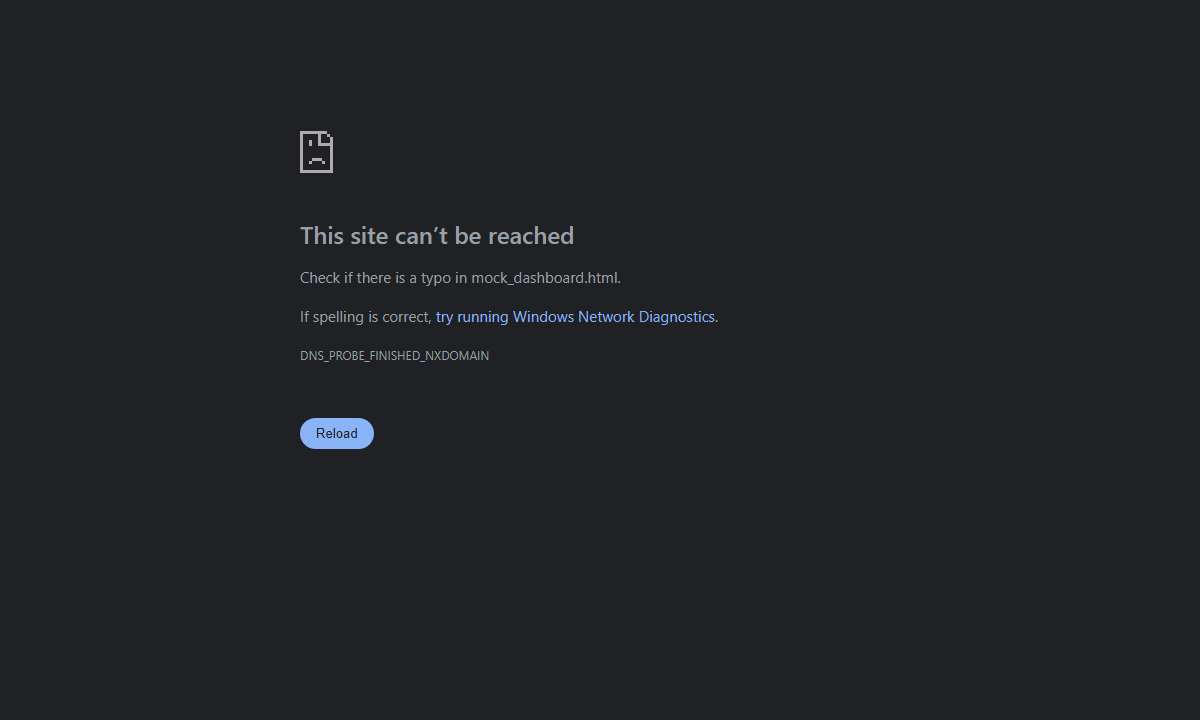 This site can’t be reached
Check if there is a typo in mock_dashboard.html.
If spelling is correct, try running Windows Network Diagnostics.
DNS_PROBE_FINISHED_NXDOMAIN
Reload